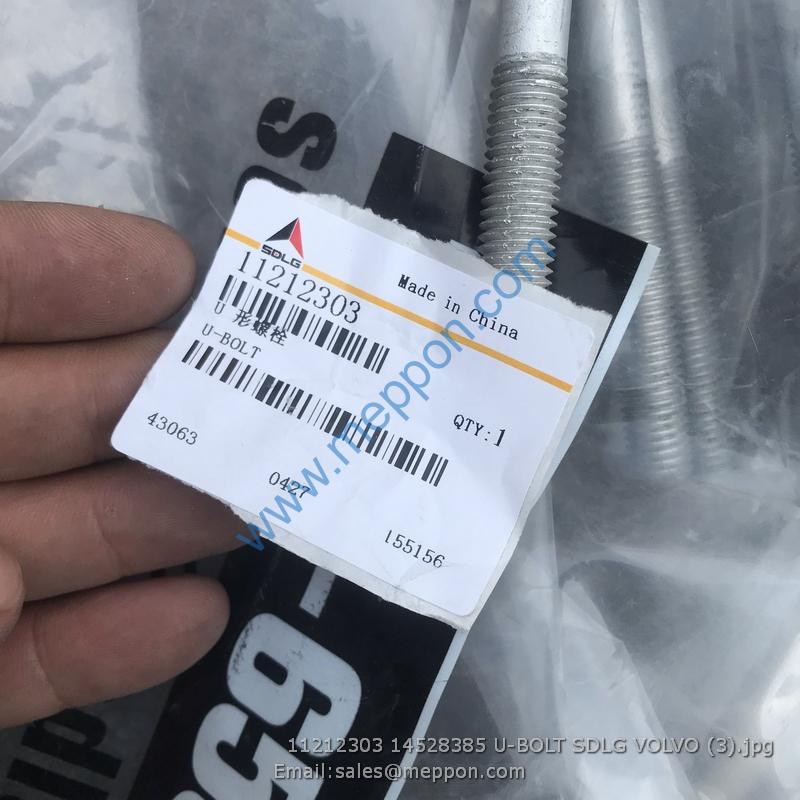 SDLG
11212303
Made in China
U 形螺栓
U-BOLT
QTY:1
43063
0427
155156
www.meppon.com
11212303 14528385 U-BOLT SDLG VOLVO (3).jpg
Email:sales@meppon.com